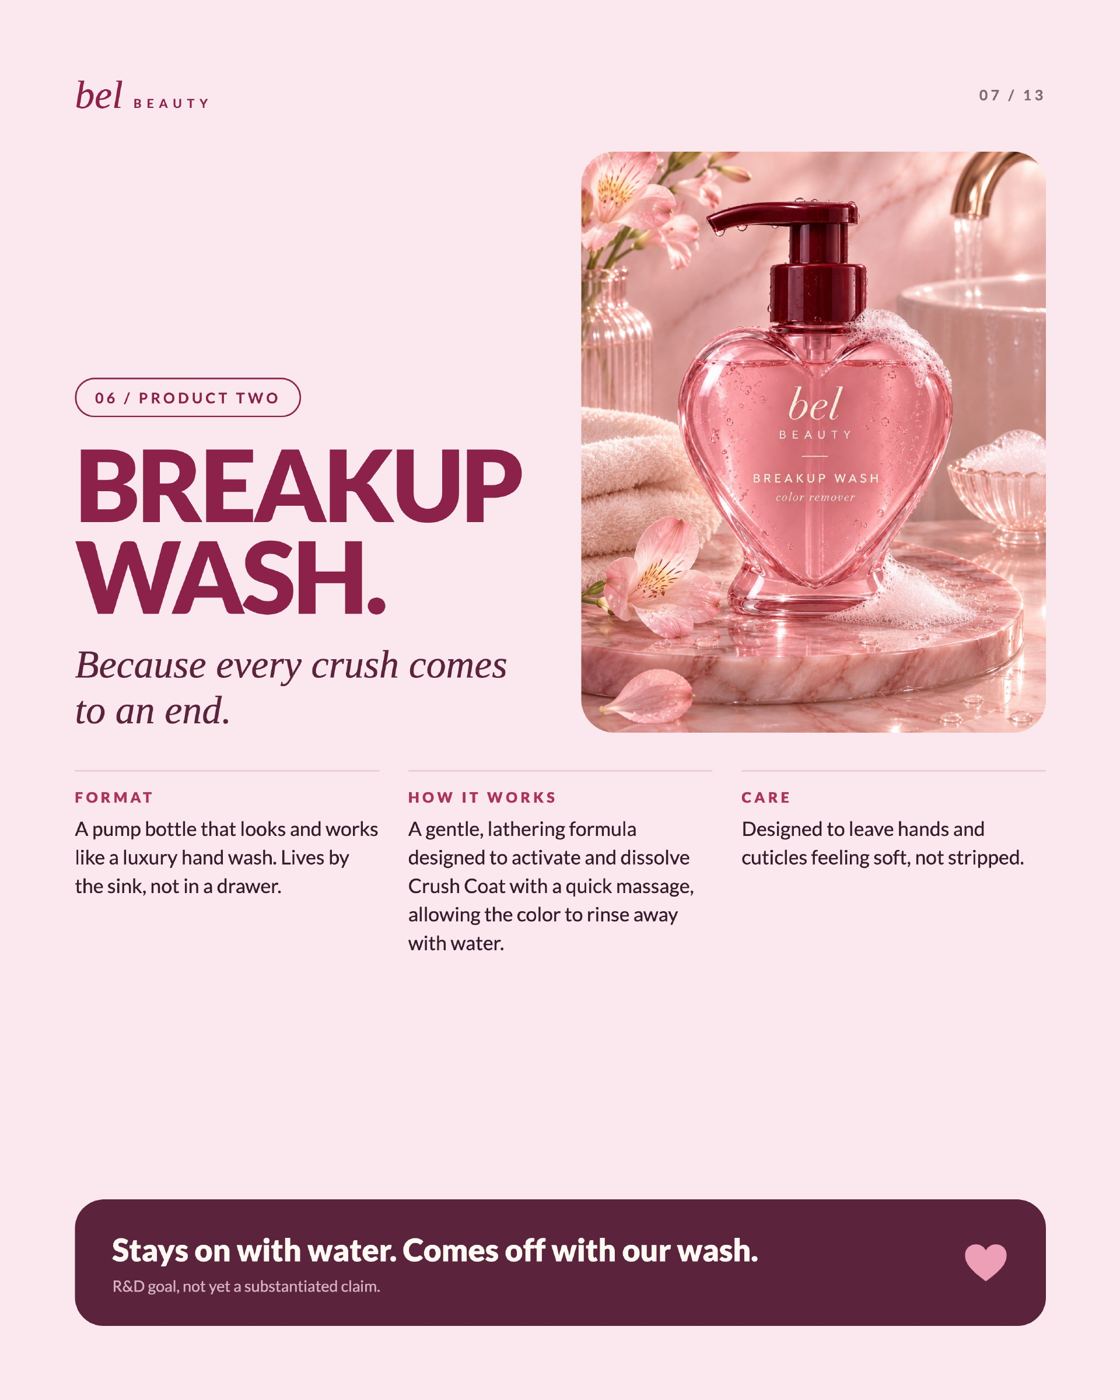 bel BEAUTY
07 / 13
06 / PRODUCT TWO
BREAKUP
WASH.
Because every crush comes
to an end.
bel
BEAUTY
BREAKUP WASH
color remover
FORMAT
A pump bottle that looks and works
like a luxury hand wash. Lives by
the sink, not in a drawer.
HOW IT WORKS
A gentle, lathering formula
designed to activate and dissolve
Crush Coat with a quick massage,
allowing the color to rinse away
with water.
CARE
Designed to leave hands and
cuticles feeling soft, not stripped.
Stays on with water. Comes off with our wash.
R&D goal, not yet a substantiated claim.